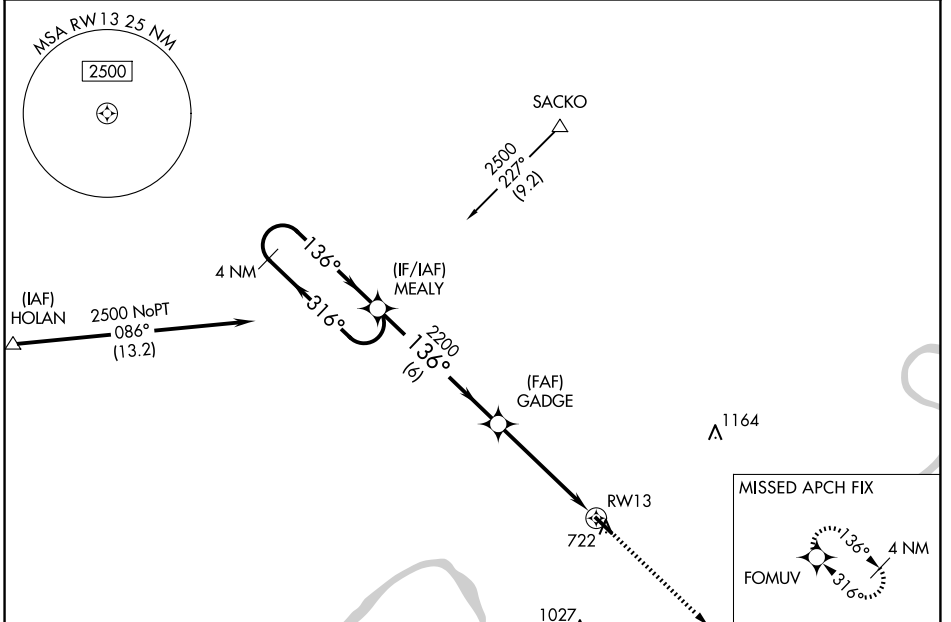 MSA RW13 25 NM
2500
SACKO
2500
227°
(9.2)
4 NM
136°
316°
(IF/IAF)
MEALY
(IAF)
HOLAN
2500 NoPT
086°
(13.2)
2200
136°
(6)
(FAF)
GADGE
1164
RW13
722
1027
MISSED APCH FIX
FOMUV
136°
316°
4 NM